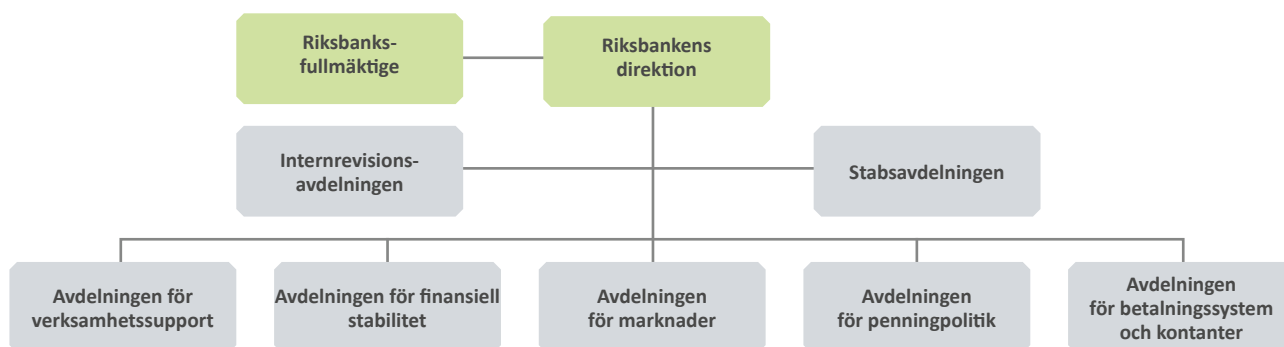 Riksbanks-
fullmäktige
Riksbankens
direktion
Internrevisions-
avdelningen
Stabsavdelningen
Avdelningen för
verksamhetssupport
Avdelningen för finansiell
stabilitet
Avdelningen
för marknader
Avdelningen
för penningpolitik
Avdelningen
för betalningssystem
och kontanter